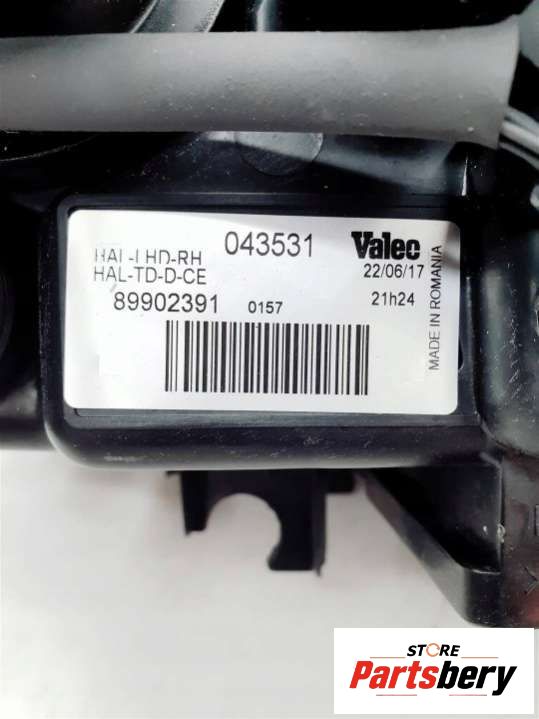 HAL-LHD-RH 043531 Valeo
HAL-TD-D-CE 22/06/17
89902391 0157 21h24
MADE IN ROMANIA
STORE
Partsbery